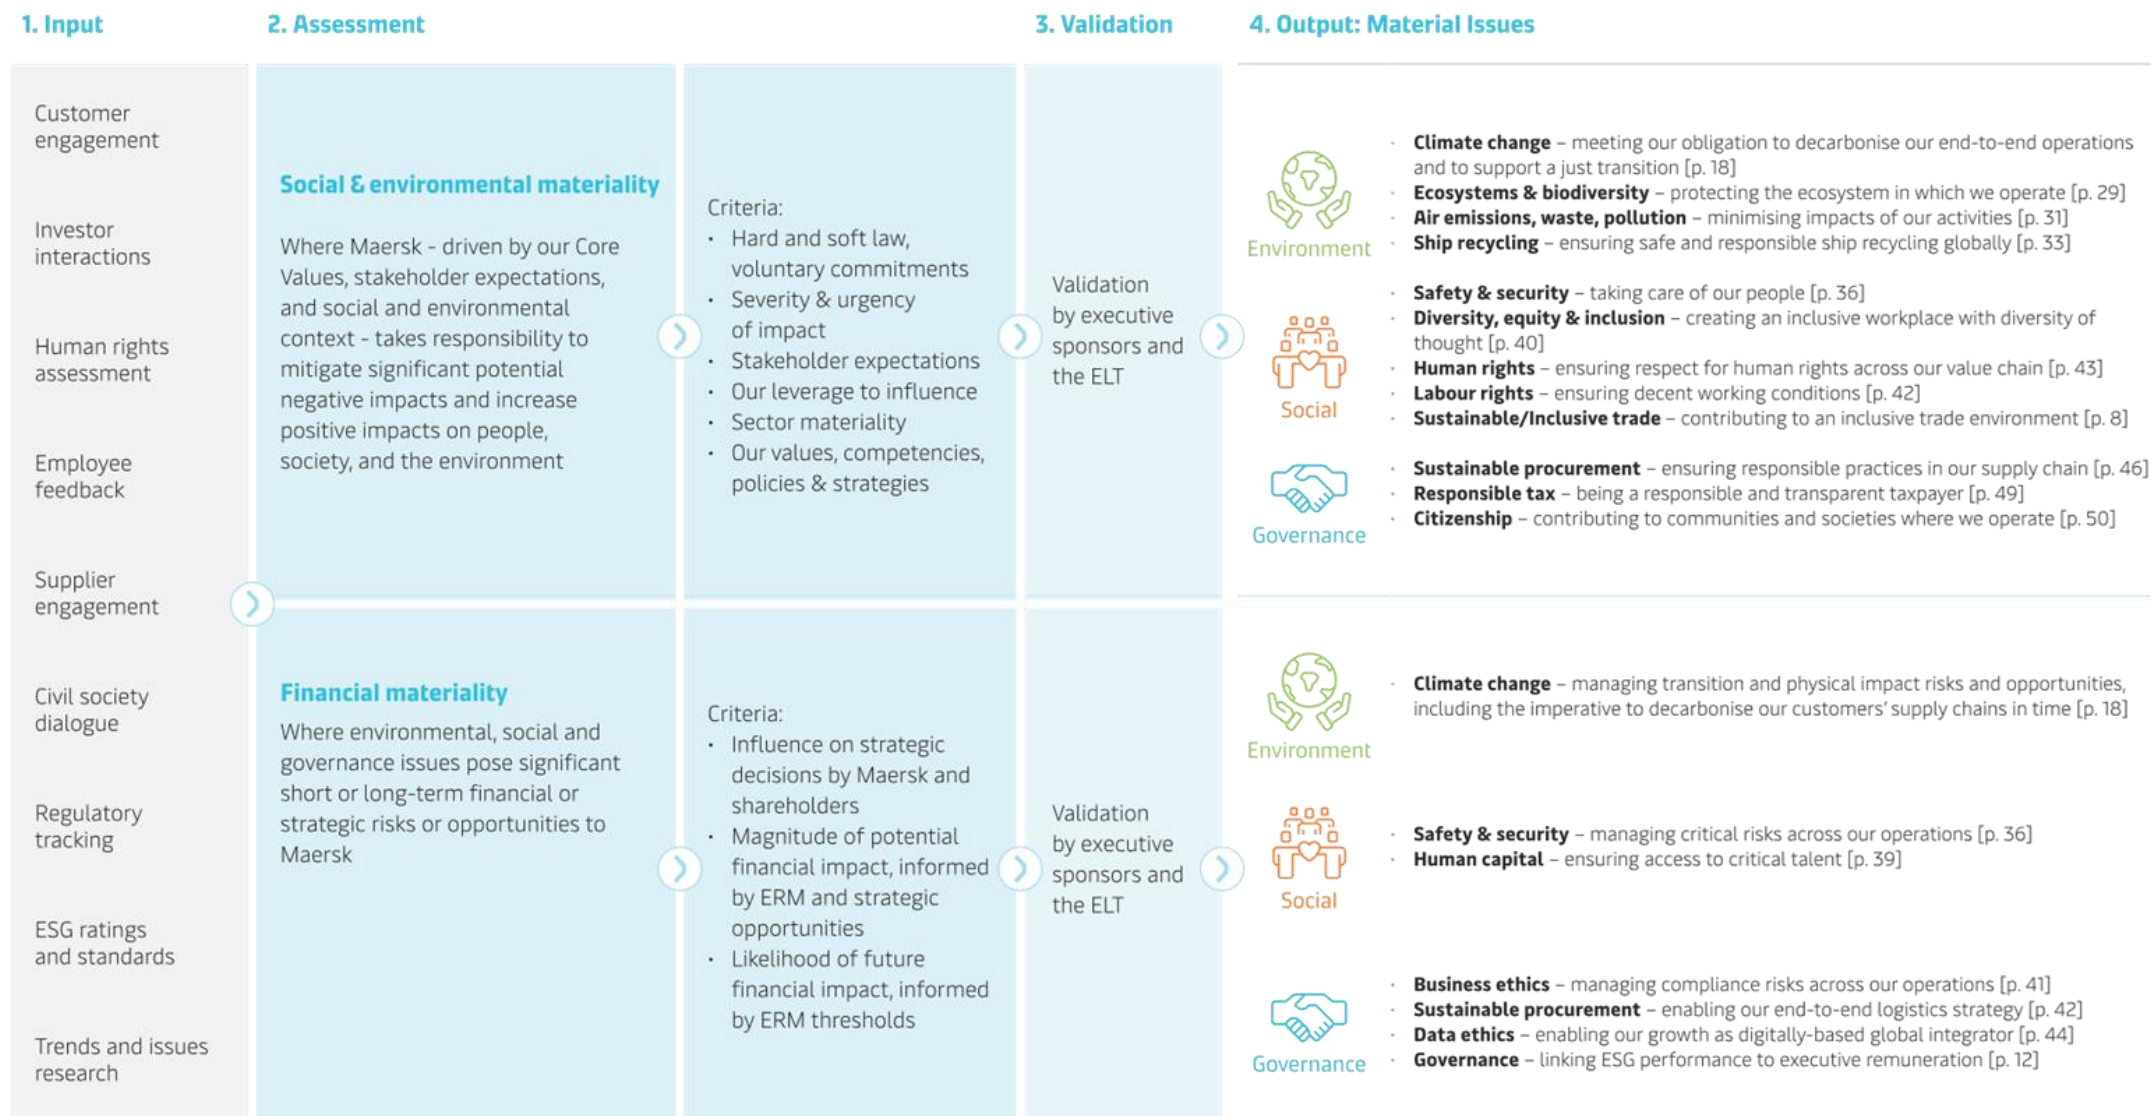 1. Input
2. Assessment
3. Validation
4. Output: Material Issues
Customer
engagement
Investor
interactions
Human rights
assessment
Employee
feedback
Supplier
engagement
Civil society
dialogue
Regulatory
tracking
ESG ratings
and standards
Trends and issues
research
Social & environmental materiality
Where Maersk - driven by our Core
Values, stakeholder expectations,
and social and environmental
context - takes responsibility to
mitigate significant potential
negative impacts and increase
positive impacts on people,
society, and the environment
Criteria:
· Hard and soft law,
voluntary commitments
· Severity & urgency
of impact
· Stakeholder expectations
· Our leverage to influence
· Sector materiality
· Our values, competencies,
policies & strategies
Validation
by executive
sponsors and
the ELT
Environment
· Climate change – meeting our obligation to decarbonise our end-to-end operations
and to support a just transition [p. 18]
· Ecosystems & biodiversity – protecting the ecosystem in which we operate [p. 29]
· Air emissions, waste, pollution – minimising impacts of our activities [p. 31]
· Ship recycling – ensuring safe and responsible ship recycling globally [p. 33]
Social
· Safety & security – taking care of our people [p. 36]
· Diversity, equity & inclusion – creating an inclusive workplace with diversity of
thought [p. 40]
· Human rights – ensuring respect for human rights across our value chain [p. 43]
· Labour rights – ensuring decent working conditions [p. 42]
· Sustainable/Inclusive trade – contributing to an inclusive trade environment [p. 8]
Governance
· Sustainable procurement – ensuring responsible practices in our supply chain [p. 46]
· Responsible tax – being a responsible and transparent taxpayer [p. 49]
· Citizenship – contributing to communities and societies where we operate [p. 50]
Financial materiality
Where environmental, social and
governance issues pose significant
short or long-term financial or
strategic risks or opportunities to
Maersk
Criteria:
· Influence on strategic
decisions by Maersk and
shareholders
· Magnitude of potential
financial impact, informed
by ERM and strategic
opportunities
· Likelihood of future
financial impact, informed
by ERM thresholds
Validation
by executive
sponsors and
the ELT
Environment
· Climate change – managing transition and physical impact risks and opportunities,
including the imperative to decarbonise our customers' supply chains in time [p. 18]
Social
· Safety & security – managing critical risks across our operations [p. 36]
· Human capital – ensuring access to critical talent [p. 39]
Governance
· Business ethics – managing compliance risks across our operations [p. 41]
· Sustainable procurement – enabling our end-to-end logistics strategy [p. 42]
· Data ethics – enabling our growth as digitally-based global integrator [p. 44]
· Governance – linking ESG performance to executive remuneration [p. 12]